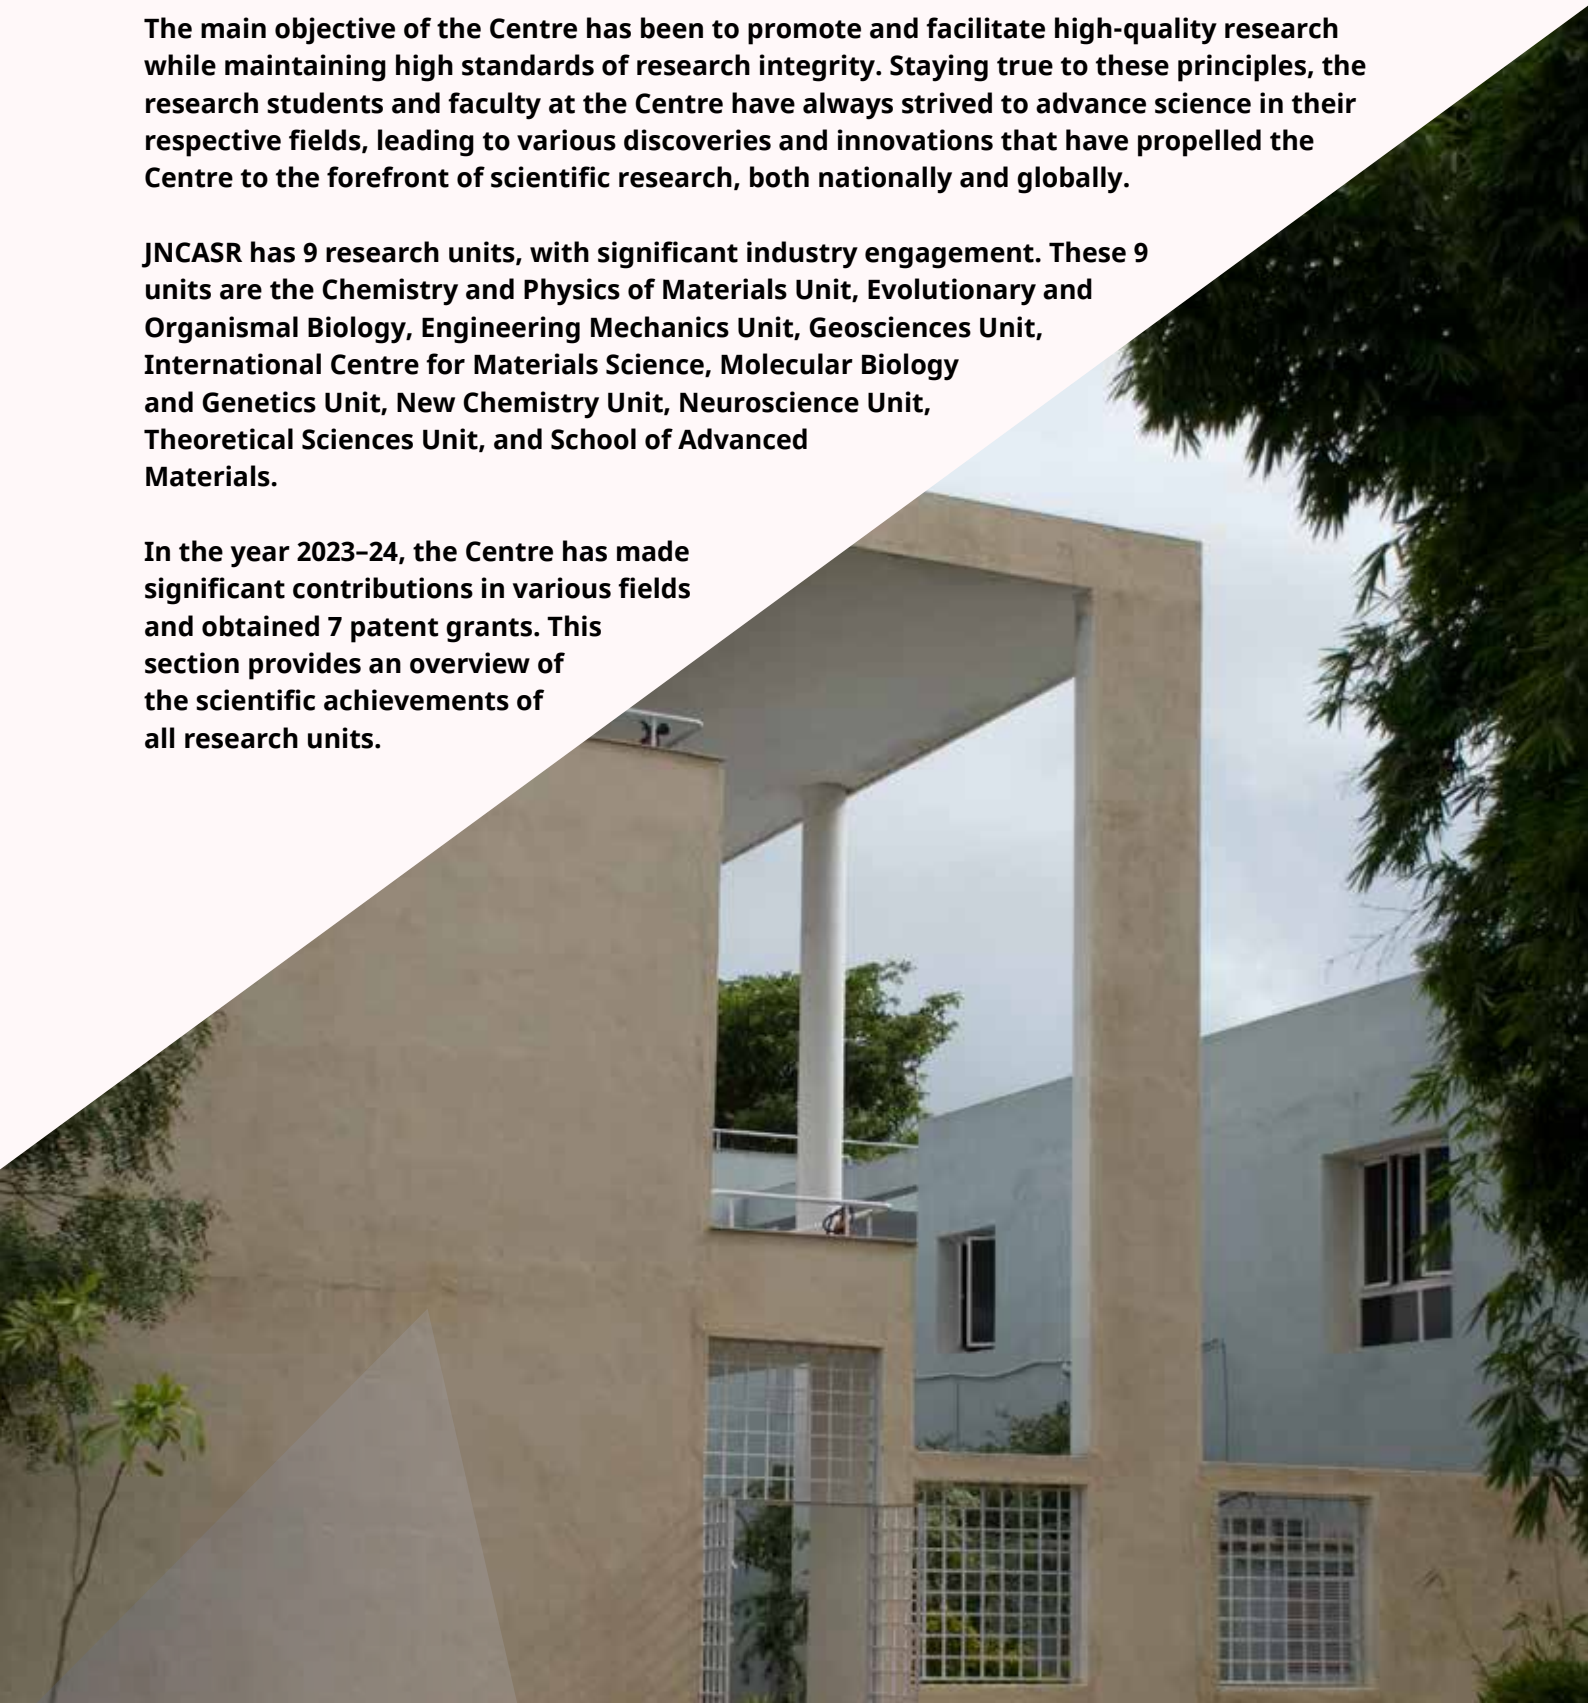 The main objective of the Centre has been to promote and facilitate high-quality research
while maintaining high standards of research integrity. Staying true to these principles, the
research students and faculty at the Centre have always strived to advance science in their
respective fields, leading to various discoveries and innovations that have propelled the
Centre to the forefront of scientific research, both nationally and globally.
JNCASR has 9 research units, with significant industry engagement. These 9
units are the Chemistry and Physics of Materials Unit, Evolutionary and
Organismal Biology, Engineering Mechanics Unit, Geosciences Unit,
International Centre for Materials Science, Molecular Biology
and Genetics Unit, New Chemistry Unit, Neuroscience Unit,
Theoretical Sciences Unit, and School of Advanced
Materials.
In the year 2023–24, the Centre has made
significant contributions in various fields
and obtained 7 patent grants. This
section provides an overview of
the scientific achievements of
all research units.